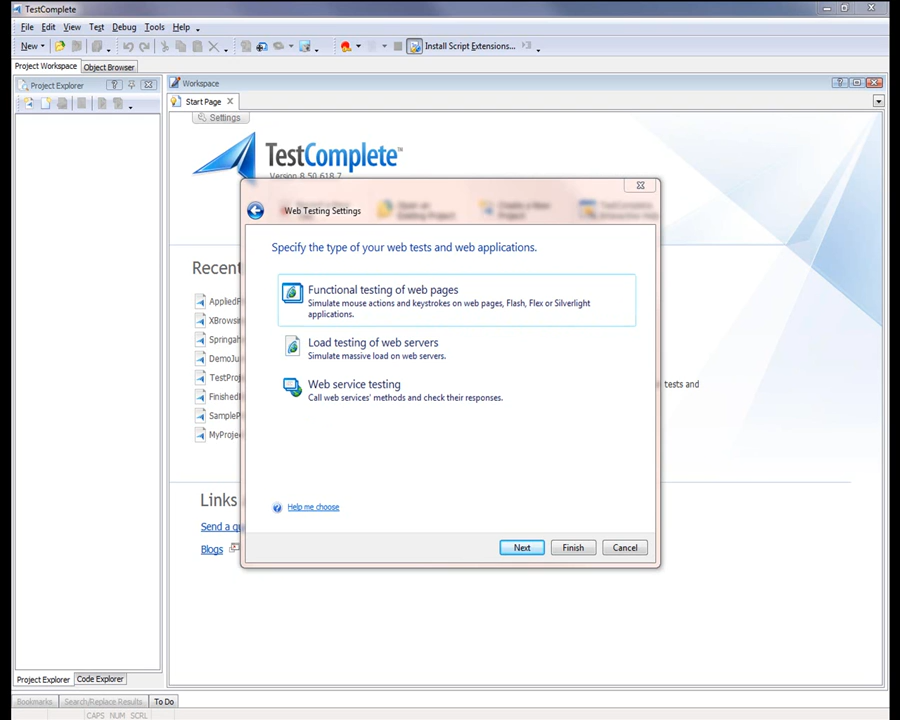 TestComplete
File Edit View Test Debug Tools Help
New Install Script Extensions...
Project Workspace Object Browser
Project Explorer
Workspace
Start Page
Settings
TestComplete™
Version 8.50.618.7
Web Testing Settings
Specify the type of your web tests and web applications.
Functional testing of web pages
Simulate mouse actions and keystrokes on web pages, Flash, Flex or Silverlight
applications.
Load testing of web servers
Simulate massive load on web servers.
Web service testing
Call web services' methods and check their responses.
Help me choose
Next Finish Cancel
Recent
AppliedF
XBrowsin
Springah
DemoJu
TestProj
Finished
SampleP
MyProje
tests and
Links
Send a qu
Blogs
Project Explorer Code Explorer
Bookmarks Search/Replace Results To Do
CAPS NUM SCRL